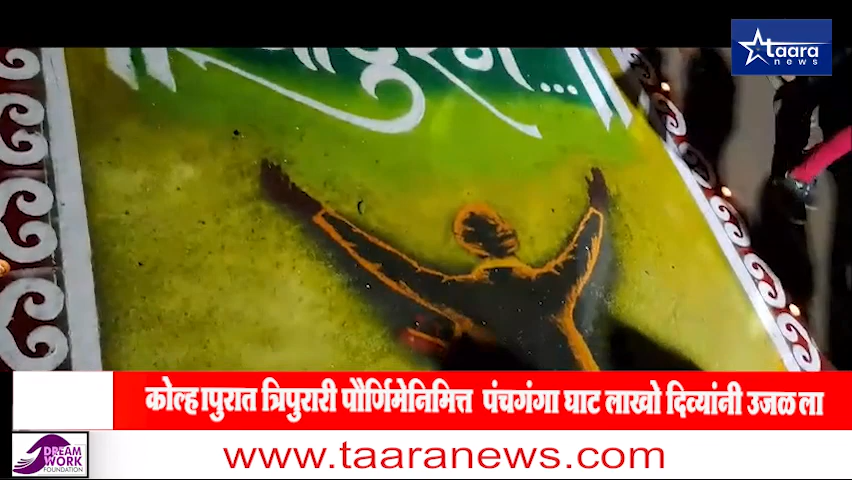 taara
news
कोल्हापुरात त्रिपुरारी पौर्णिमेनिमित्त पंचगंगा घाट लाखो दिव्यांनी उजळला
DREAM
WORK
FOUNDATION
www.taaranews.com